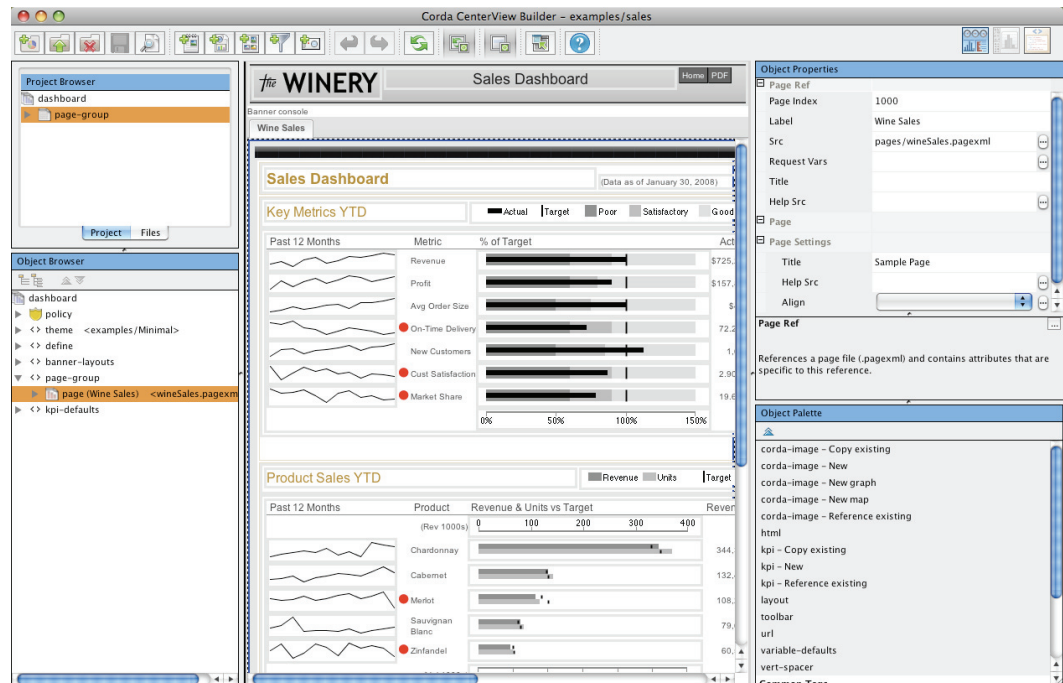 Corda CenterView Builder – examples/sales
Project Browser
dashboard
page-group
Project Files
Object Browser
dashboard
policy
<> theme <examples/Minimal>
<> define
<> banner-layouts
<> page-group
page (Wine Sales) <wineSales.pagexm
<> kpi-defaults
the WINERY
Sales Dashboard
Home PDF
Banner console
Wine Sales
Sales Dashboard
(Data as of January 30, 2008)
Key Metrics YTD
Actual Target Poor Satisfactory Good
Past 12 Months Metric % of Target Act
Revenue $725,
Profit $157,
Avg Order Size $
On-Time Delivery 72.2
New Customers 1,
Cust Satisfaction 2.90
Market Share 19.6
0% 50% 100% 150%
Product Sales YTD
Revenue Units Target
Past 12 Months Product Revenue & Units vs Target Reven
(Rev 1000s) 0 100 200 300 400
Chardonnay 344,
Cabernet 132,
Merlot 108,
Sauvignan Blanc 79,
Zinfandel 60,
Object Properties
Page Ref
Page Index 1000
Label Wine Sales
Src pages/wineSales.pagexml
Request Vars
Title
Help Src
Page
Page Settings
Title Sample Page
Help Src
Align
Page Ref
References a page file (.pagexml) and contains attributes that are
specific to this reference.
Object Palette
corda-image – Copy existing
corda-image – New
corda-image – New graph
corda-image – New map
corda-image – Reference existing
html
kpi – Copy existing
kpi – New
kpi – Reference existing
layout
toolbar
url
variable-defaults
vert-spacer
Common Tags